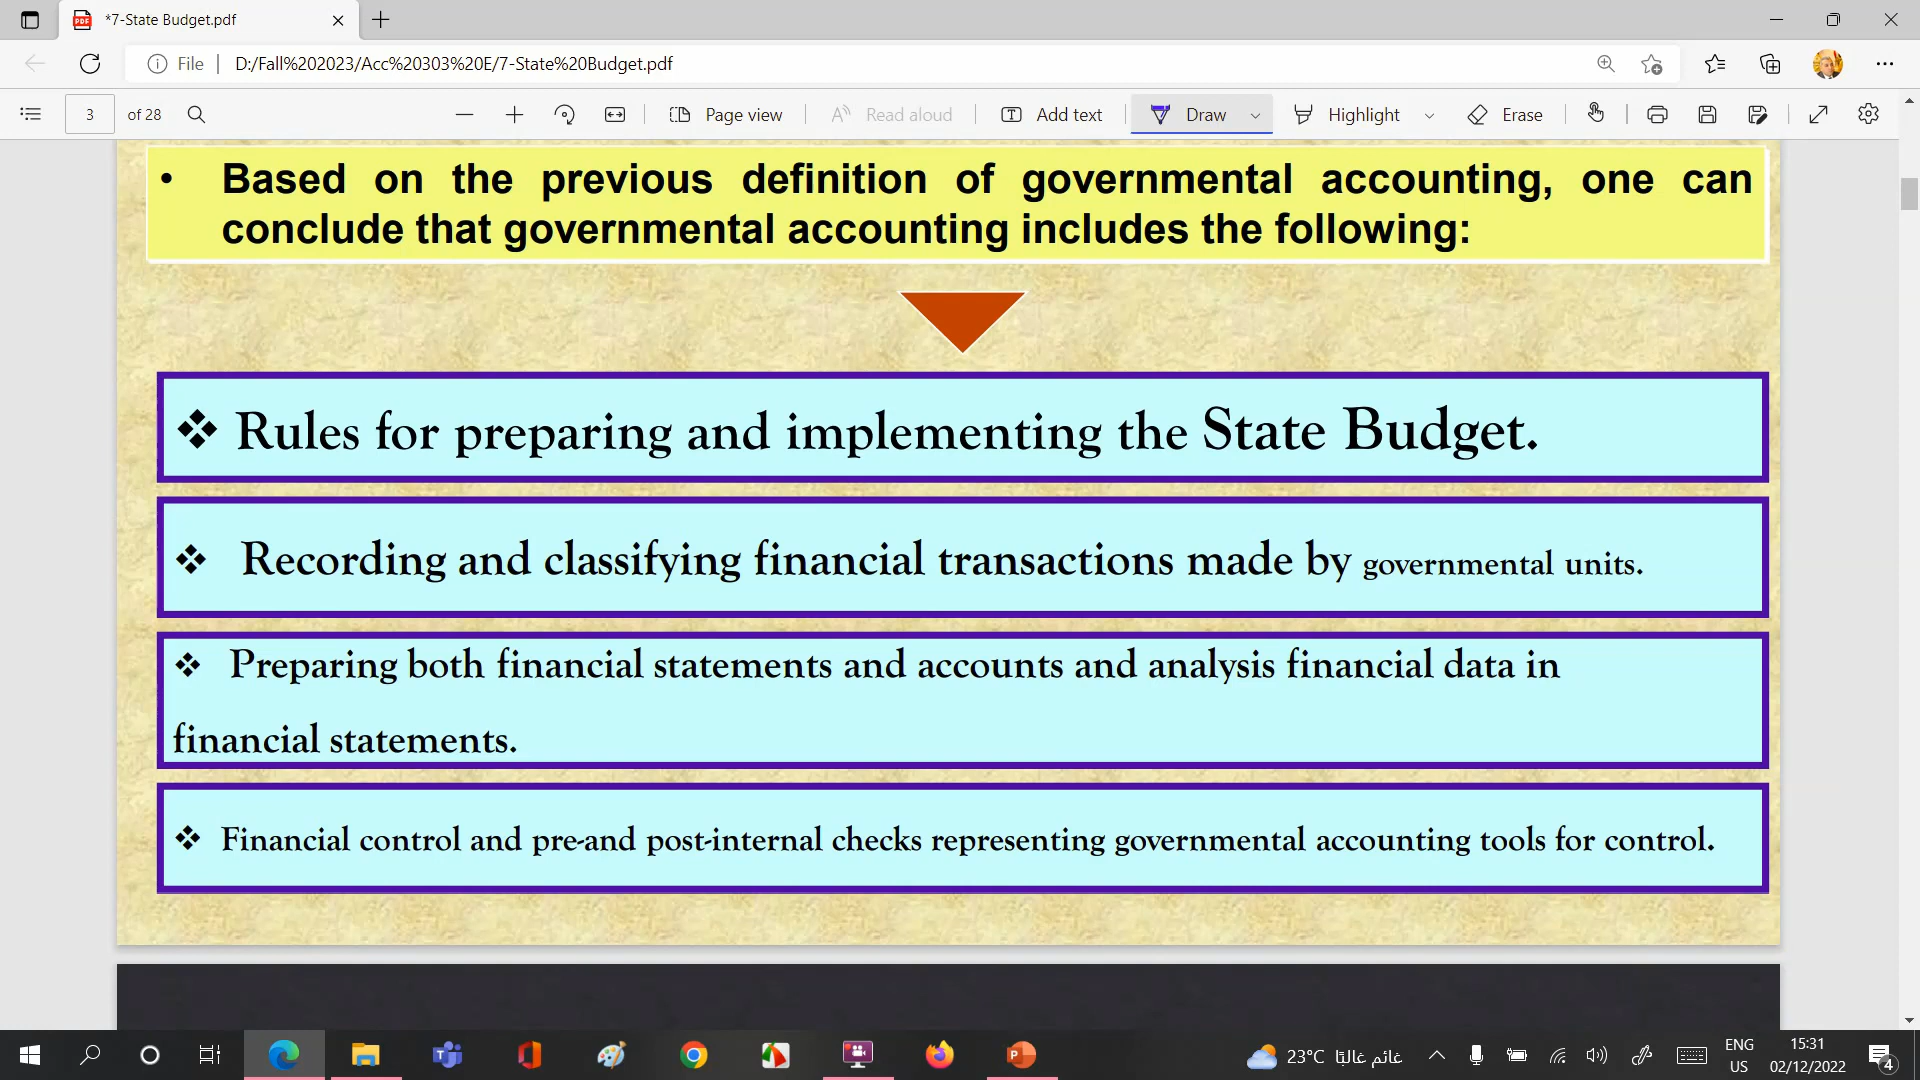 *7-State Budget.pdf
File
D:/Fall%202023/Acc%20303%20E/7-State%20Budget.pdf
3 of 28
Page view
Read aloud
Add text
Draw
Highlight
Erase
• Based on the previous definition of governmental accounting, one can
conclude that governmental accounting includes the following:
❖ Rules for preparing and implementing the State Budget.
❖ Recording and classifying financial transactions made by governmental units.
❖ Preparing both financial statements and accounts and analysis financial data in
financial statements.
❖ Financial control and pre-and post-internal checks representing governmental accounting tools for control.
23°C غائم غالبًا
ENG
US
15:31
02/12/2022
4